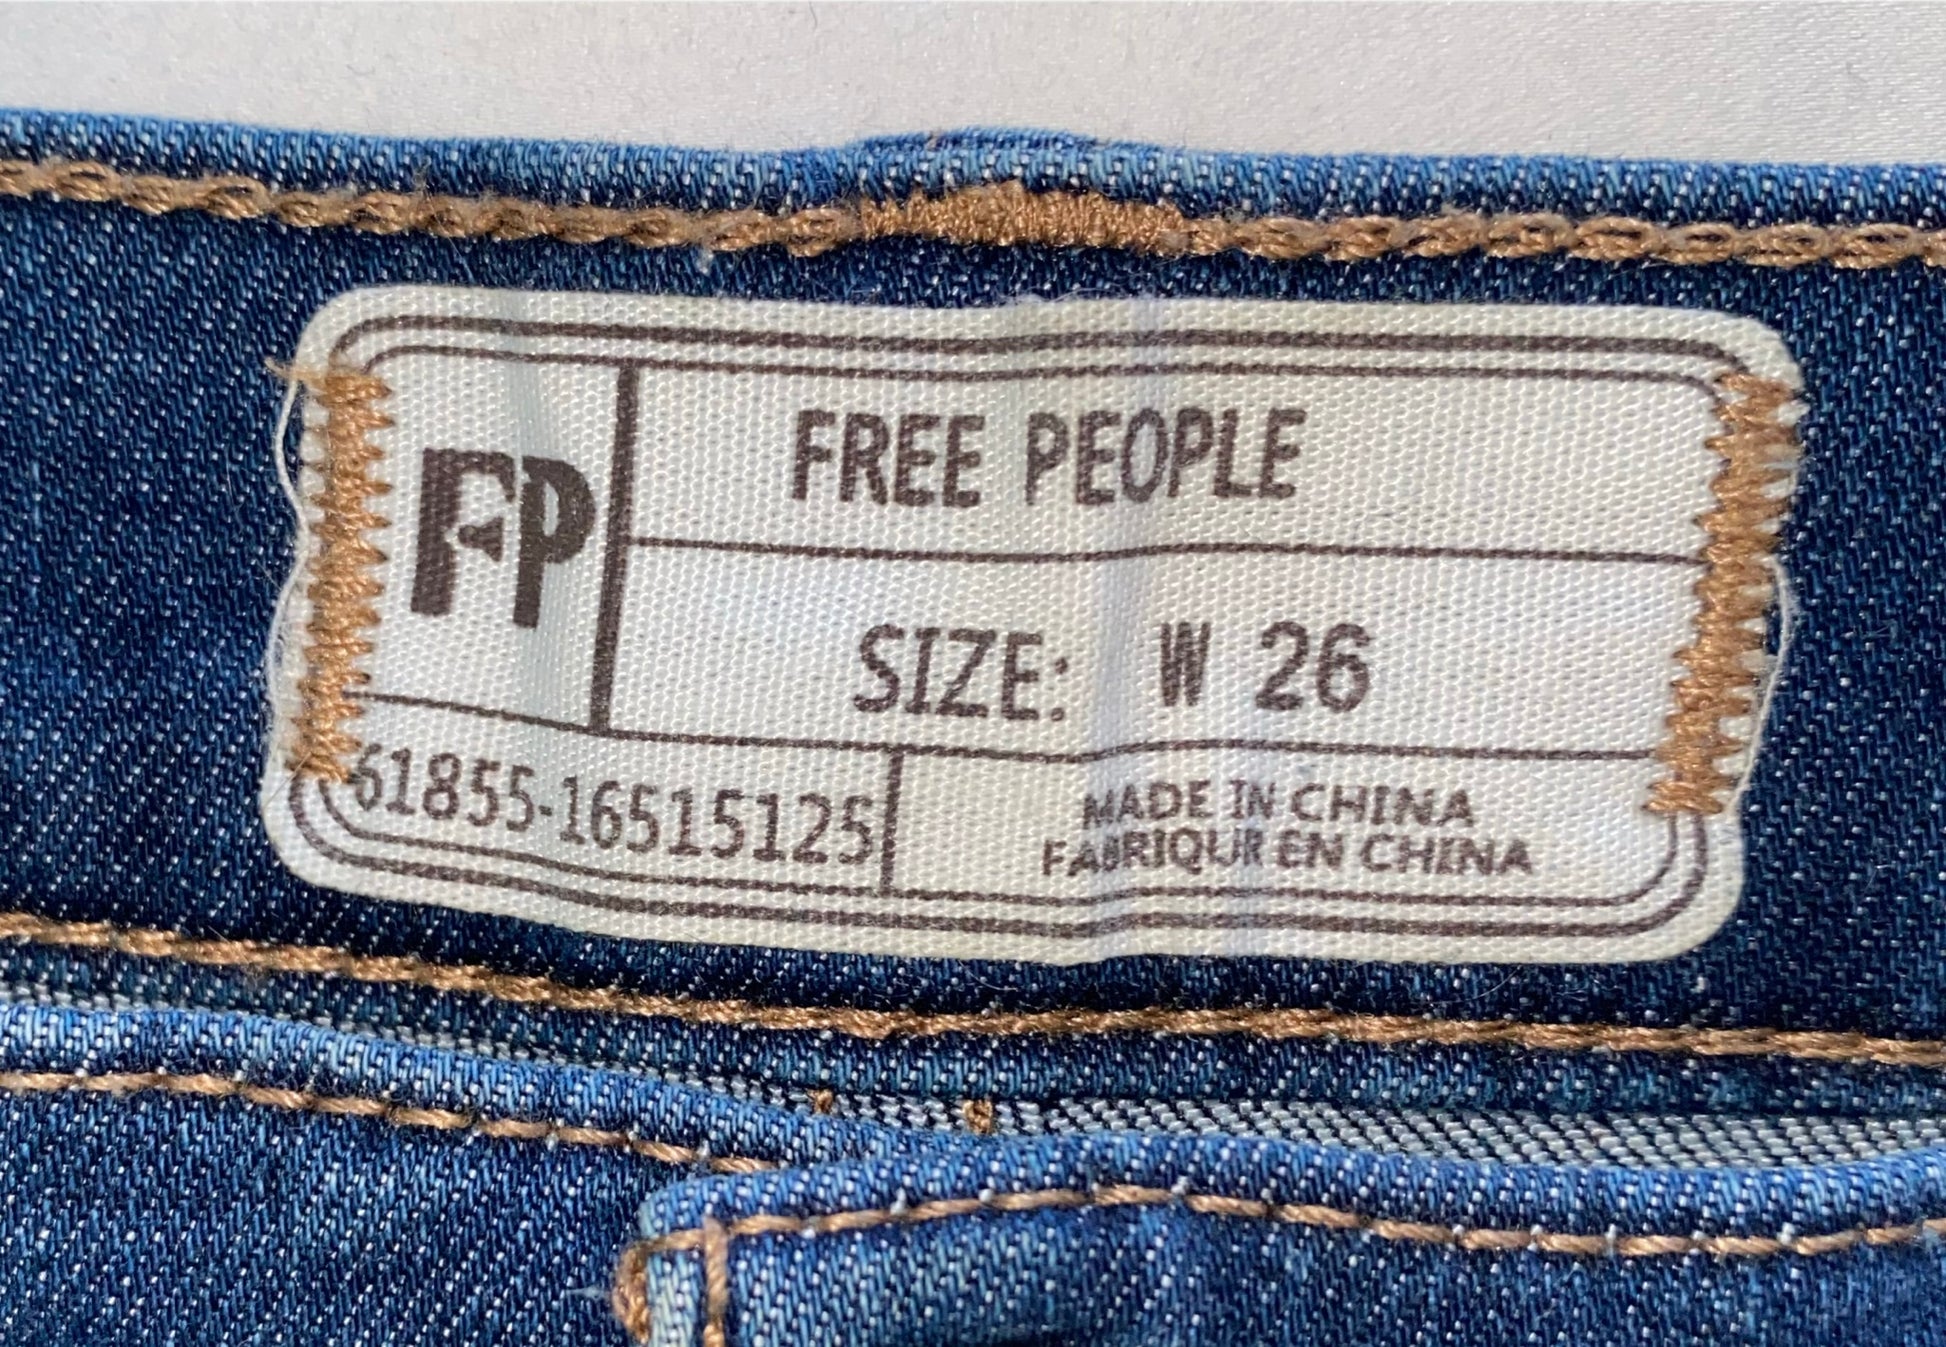 FP
FREE PEOPLE
SIZE: W 26
61855-16515125
MADE IN CHINA
FABRIQUR EN CHINA